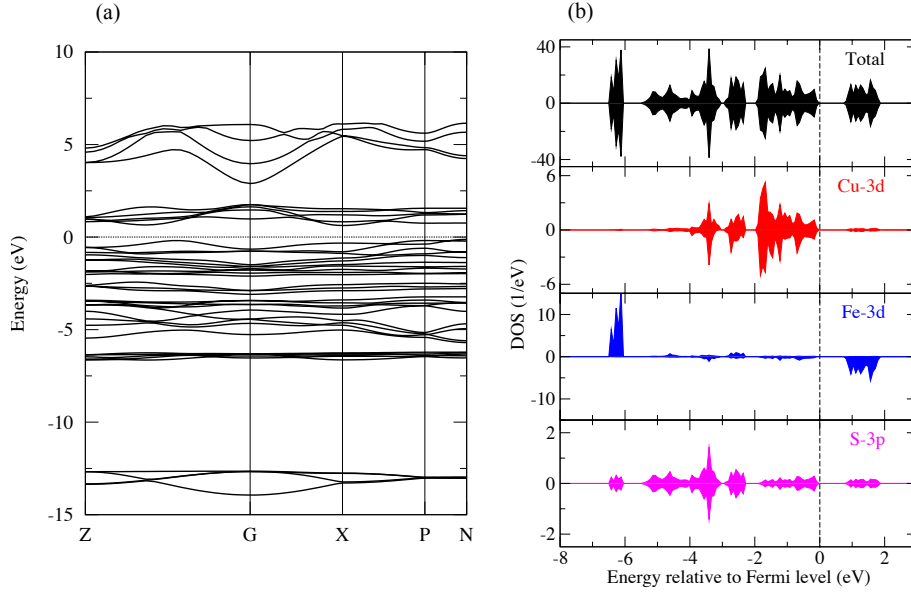 (a)
(b)
10
5
0
-5
-10
-15
Energy (eV)
Z
G
X
P
N
40
0
-40
Total
6
0
-6
Cu-3d
10
0
-10
Fe-3d
2
0
-2
S-3p
DOS (1/eV)
-8
-6
-4
-2
0
2
Energy relative to Fermi level (eV)